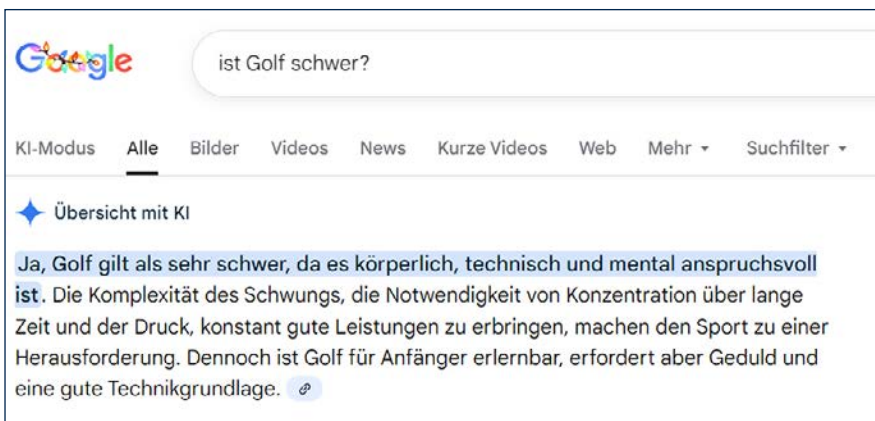 Google
ist Golf schwer?
KI-Modus Alle Bilder Videos News Kurze Videos Web Mehr Suchfilter
Übersicht mit KI
Ja, Golf gilt als sehr schwer, da es körperlich, technisch und mental anspruchsvoll
ist. Die Komplexität des Schwungs, die Notwendigkeit von Konzentration über lange
Zeit und der Druck, konstant gute Leistungen zu erbringen, machen den Sport zu einer
Herausforderung. Dennoch ist Golf für Anfänger erlernbar, erfordert aber Geduld und
eine gute Technikgrundlage.